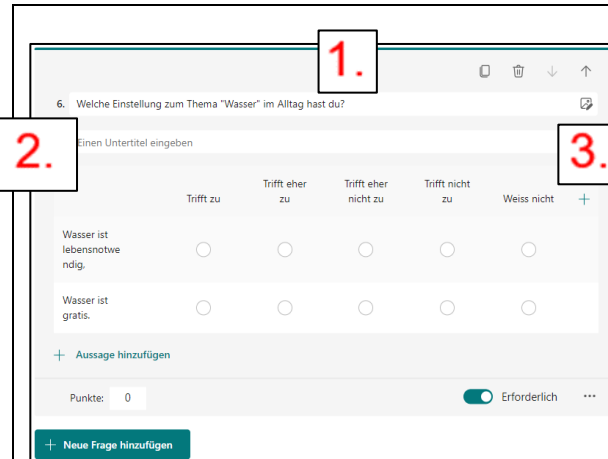 1.
6. Welche Einstellung zum Thema "Wasser" im Alltag hast du?
2.
Einen Untertitel eingeben
3.
Trifft zu
Trifft eher
zu
Trifft eher
nicht zu
Trifft nicht
zu
Weiss nicht +
Wasser ist
lebensnotwe
ndig,
Wasser ist
gratis.
+ Aussage hinzufügen
Punkte: 0
Erforderlich ...
+ Neue Frage hinzufügen